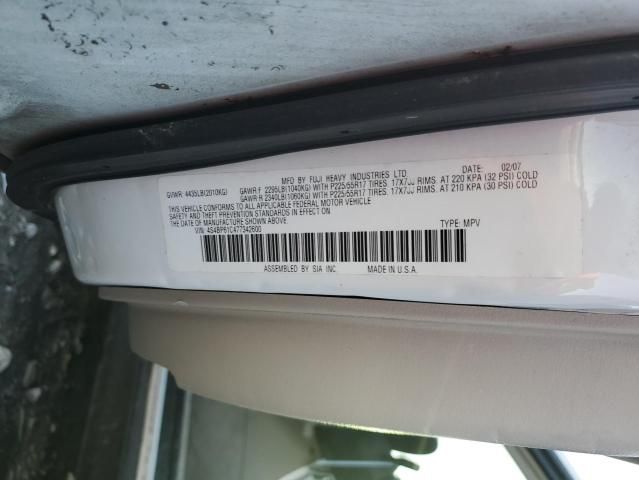 MFD BY FUJI HEAVY INDUSTRIES LTD DATE: 02/07
GVWR: 4435LB(2010KG) GAWR:F 2295LB(1040KG) WITH P225/55R17 TIRES. 17X7JJ RIMS. AT 220 KPA (32 PSI) COLD
GAWR:R 2340LB(1060KG) WITH P225/55R17 TIRES. 17X7JJ RIMS. AT 210 KPA (30 PSI) COLD
THIS VEHICLE CONFORMS TO ALL APPLICABLE FEDERAL MOTOR VEHICLE
SAFETY AND THEFT PREVENTION STANDARDS IN EFFECT ON
THE DATE OF MANUFACTURE SHOWN ABOVE.
VIN: 4S4BP61C477342600 TYPE: MPV
ASSEMBLED BY SIA INC. MADE IN U.S.A.